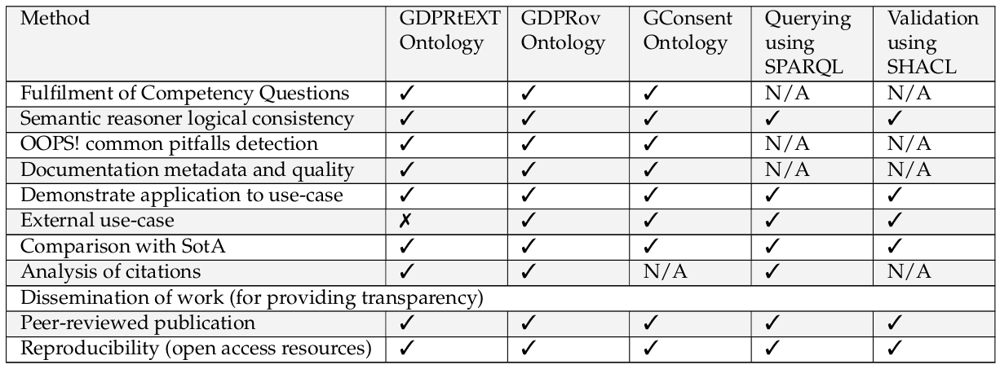 Method GDPRtEXT Ontology GDPRov Ontology GConsent Ontology Querying using SPARQL Validation using SHACL
Fulfilment of Competency Questions ✓ ✓ ✓ N/A N/A
Semantic reasoner logical consistency ✓ ✓ ✓ ✓ ✓
OOPS! common pitfalls detection ✓ ✓ ✓ N/A N/A
Documentation metadata and quality ✓ ✓ ✓ N/A N/A
Demonstrate application to use-case ✓ ✓ ✓ ✓ ✓
External use-case ✗ ✓ ✓ ✓ ✓
Comparison with SotA ✓ ✓ ✓ ✓ ✓
Analysis of citations ✓ ✓ N/A ✓ N/A
Dissemination of work (for providing transparency)
Peer-reviewed publication ✓ ✓ ✓ ✓ ✓
Reproducibility (open access resources) ✓ ✓ ✓ ✓ ✓